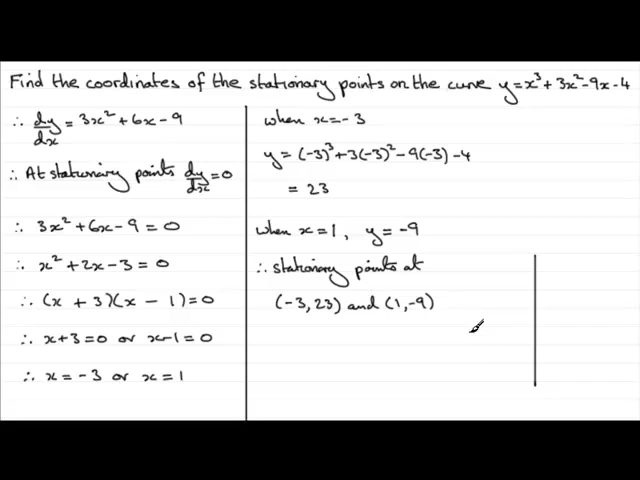 Find the coordinates of the stationary points on the curve y = x³ + 3x² - 9x - 4
∴ dy/dx = 3x² + 6x - 9
∴ At stationary points dy/dx = 0
∴ 3x² + 6x - 9 = 0
∴ x² + 2x - 3 = 0
∴ (x + 3)(x - 1) = 0
∴ x + 3 = 0 or x - 1 = 0
∴ x = -3 or x = 1
when x = -3
y = (-3)³ + 3(-3)² - 9(-3) - 4
= 23
when x = 1, y = -9
∴ stationary points at
(-3, 23) and (1, -9)